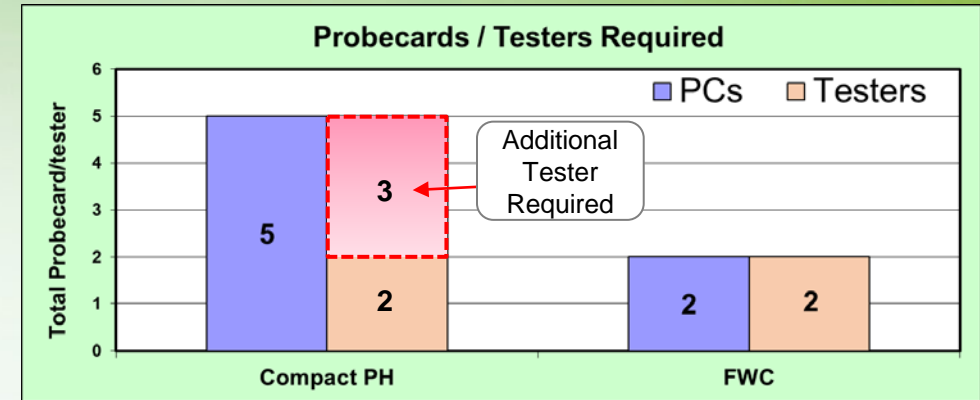 Probecards / Testers Required
Total Probecard/tester
6
5
4
3
2
1
0
PCs
Testers
5
3
2
Additional
Tester
Required
2
2
Compact PH
FWC